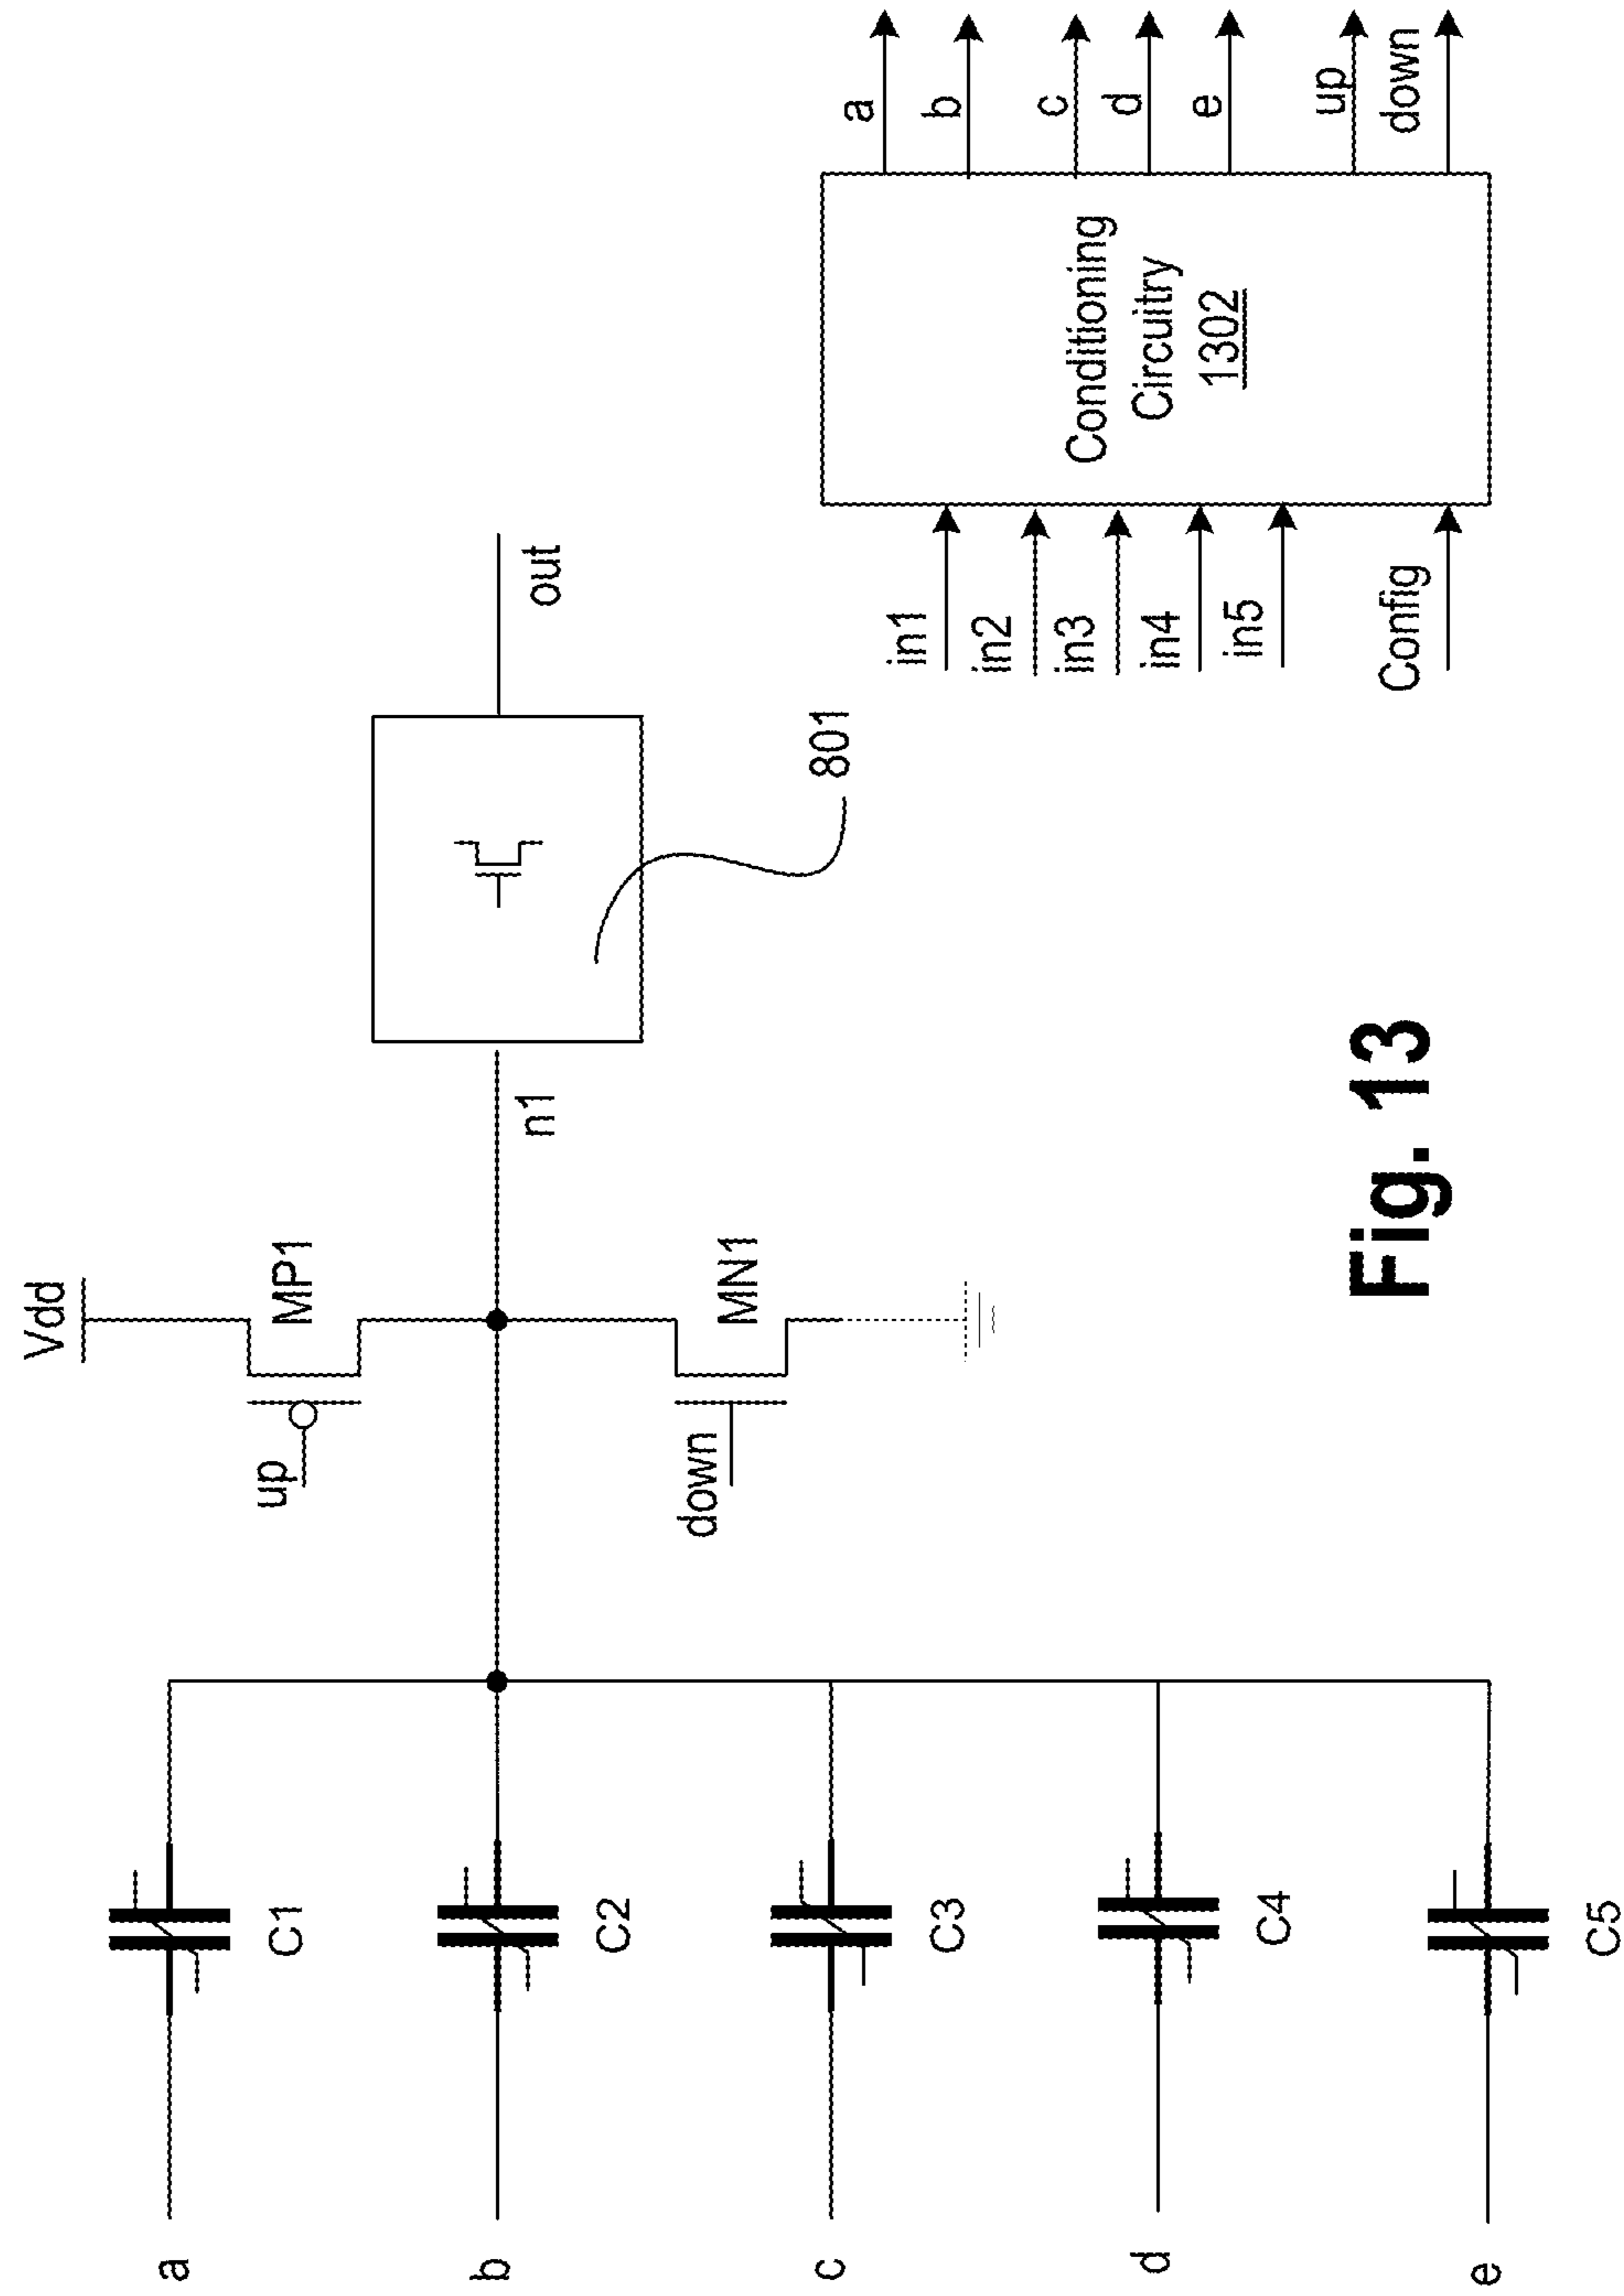 a
C1
b
C2
c
C3
d
C4
e
C5
Vdd
up
MP1
down
MN1
n1
801
out
in1
in2
in3
in4
in5
Config
Conditioning
Circuitry
1302
a
b
c
d
e
up
down
Fig. 13